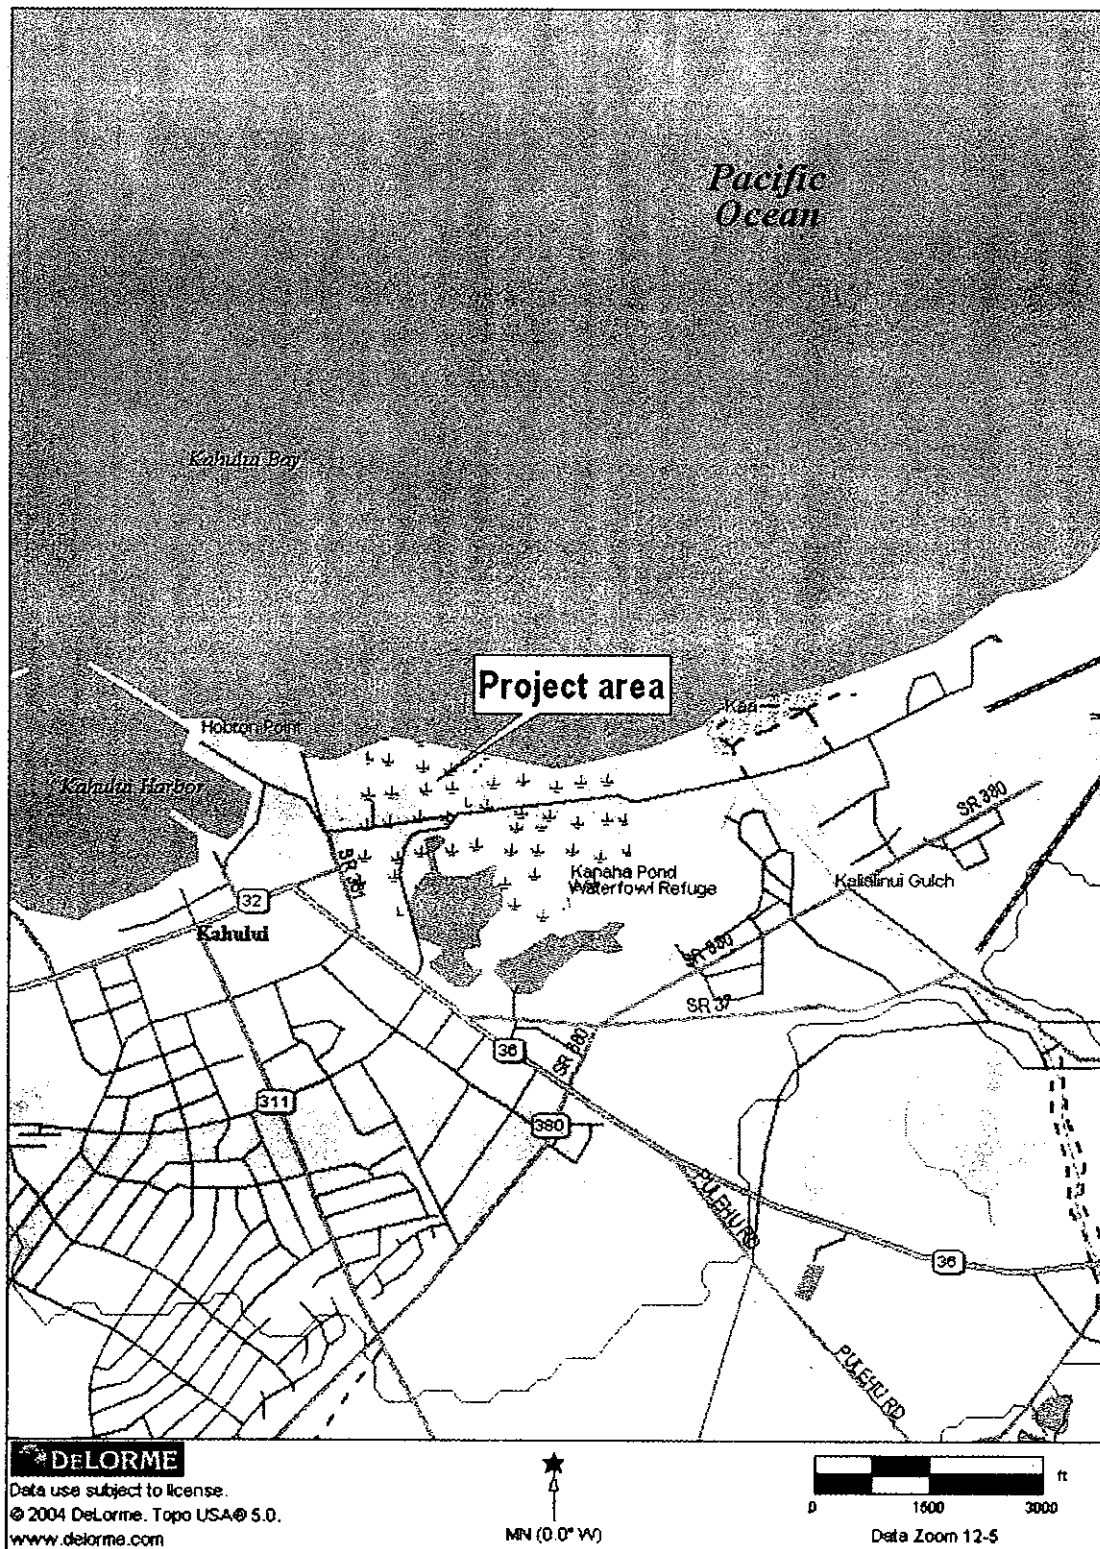 Pacific
Ocean
Kahului Bay
Project area
Kaa
Hobron Point
Kahului Harbor
SR 380
Kanaha Pond
Waterfowl Refuge
Kalialinui Gulch
32
Kahului
SR 380
SR 37
36
SR 380
311
380
PULEHU RD
36
PULEHU RD
DELORME
Data use subject to license.
© 2004 DeLorme. Topo USA® 5.0.
www.delorme.com
MN (0.0° W)
ft
0 1500 3000
Data Zoom 12-5